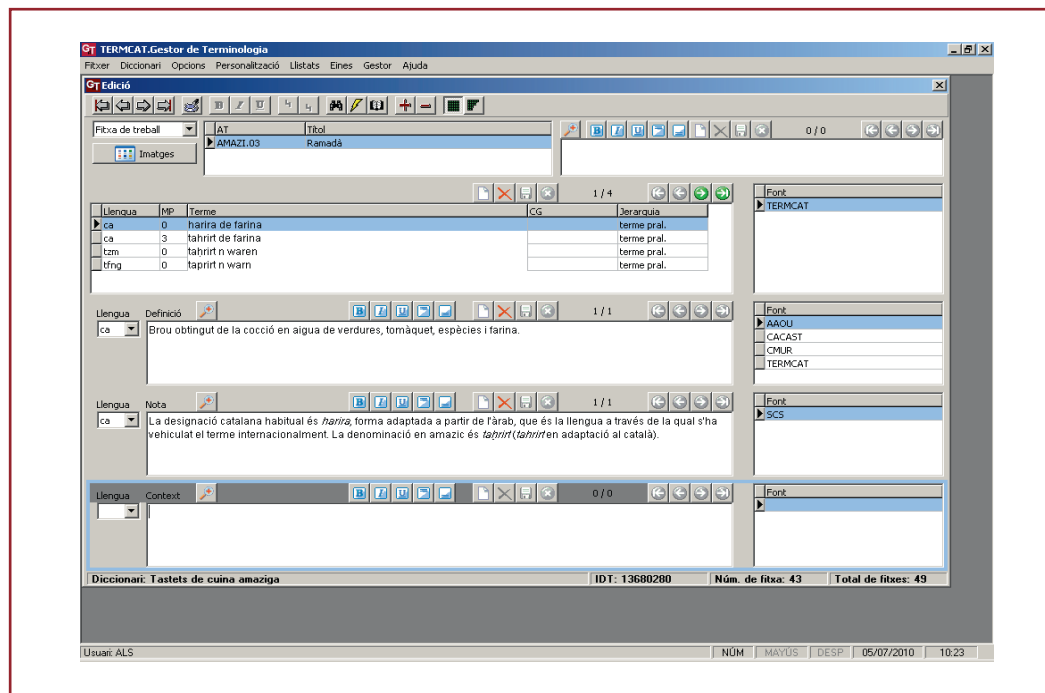 GT TERMCAT.Gestor de Terminologia
Fitxer Diccionari Opcions Personalització Llistats Eines Gestor Ajuda
GT Edició
B I U
Fitxa de treball
AT Títol
AMAZI.03 Ramadà
B I U 0 / 0
Imatges
1 / 4
Llengua MP Terme CG Jerarquia
ca 0 harira de farina terme pral.
ca 3 tahrirt de farina terme pral.
tzm 0 taḥrirt n waren terme pral.
tfng 0 taprirt n warn terme pral.
Font
TERMCAT
Llengua Definició B I U 1 / 1
ca Brou obtingut de la cocció en aigua de verdures, tomàquet, espècies i farina.
Font
AAOU
CACAST
CMUR
TERMCAT
Llengua Nota B I U 1 / 1
ca La designació catalana habitual és harira, forma adaptada a partir de l'àrab, que és la llengua a través de la qual s'ha
vehiculat el terme internacionalment. La denominació en amazic és taḥrirt (tahrirt en adaptació al català).
Font
SCS
Llengua Context B I U 0 / 0
Font
Diccionari: Tastets de cuina amaziga IDT: 13680280 Núm. de fitxa: 43 Total de fitxes: 49
Usuari: ALS NÚM MAYÚS DESP 05/07/2010 10:23